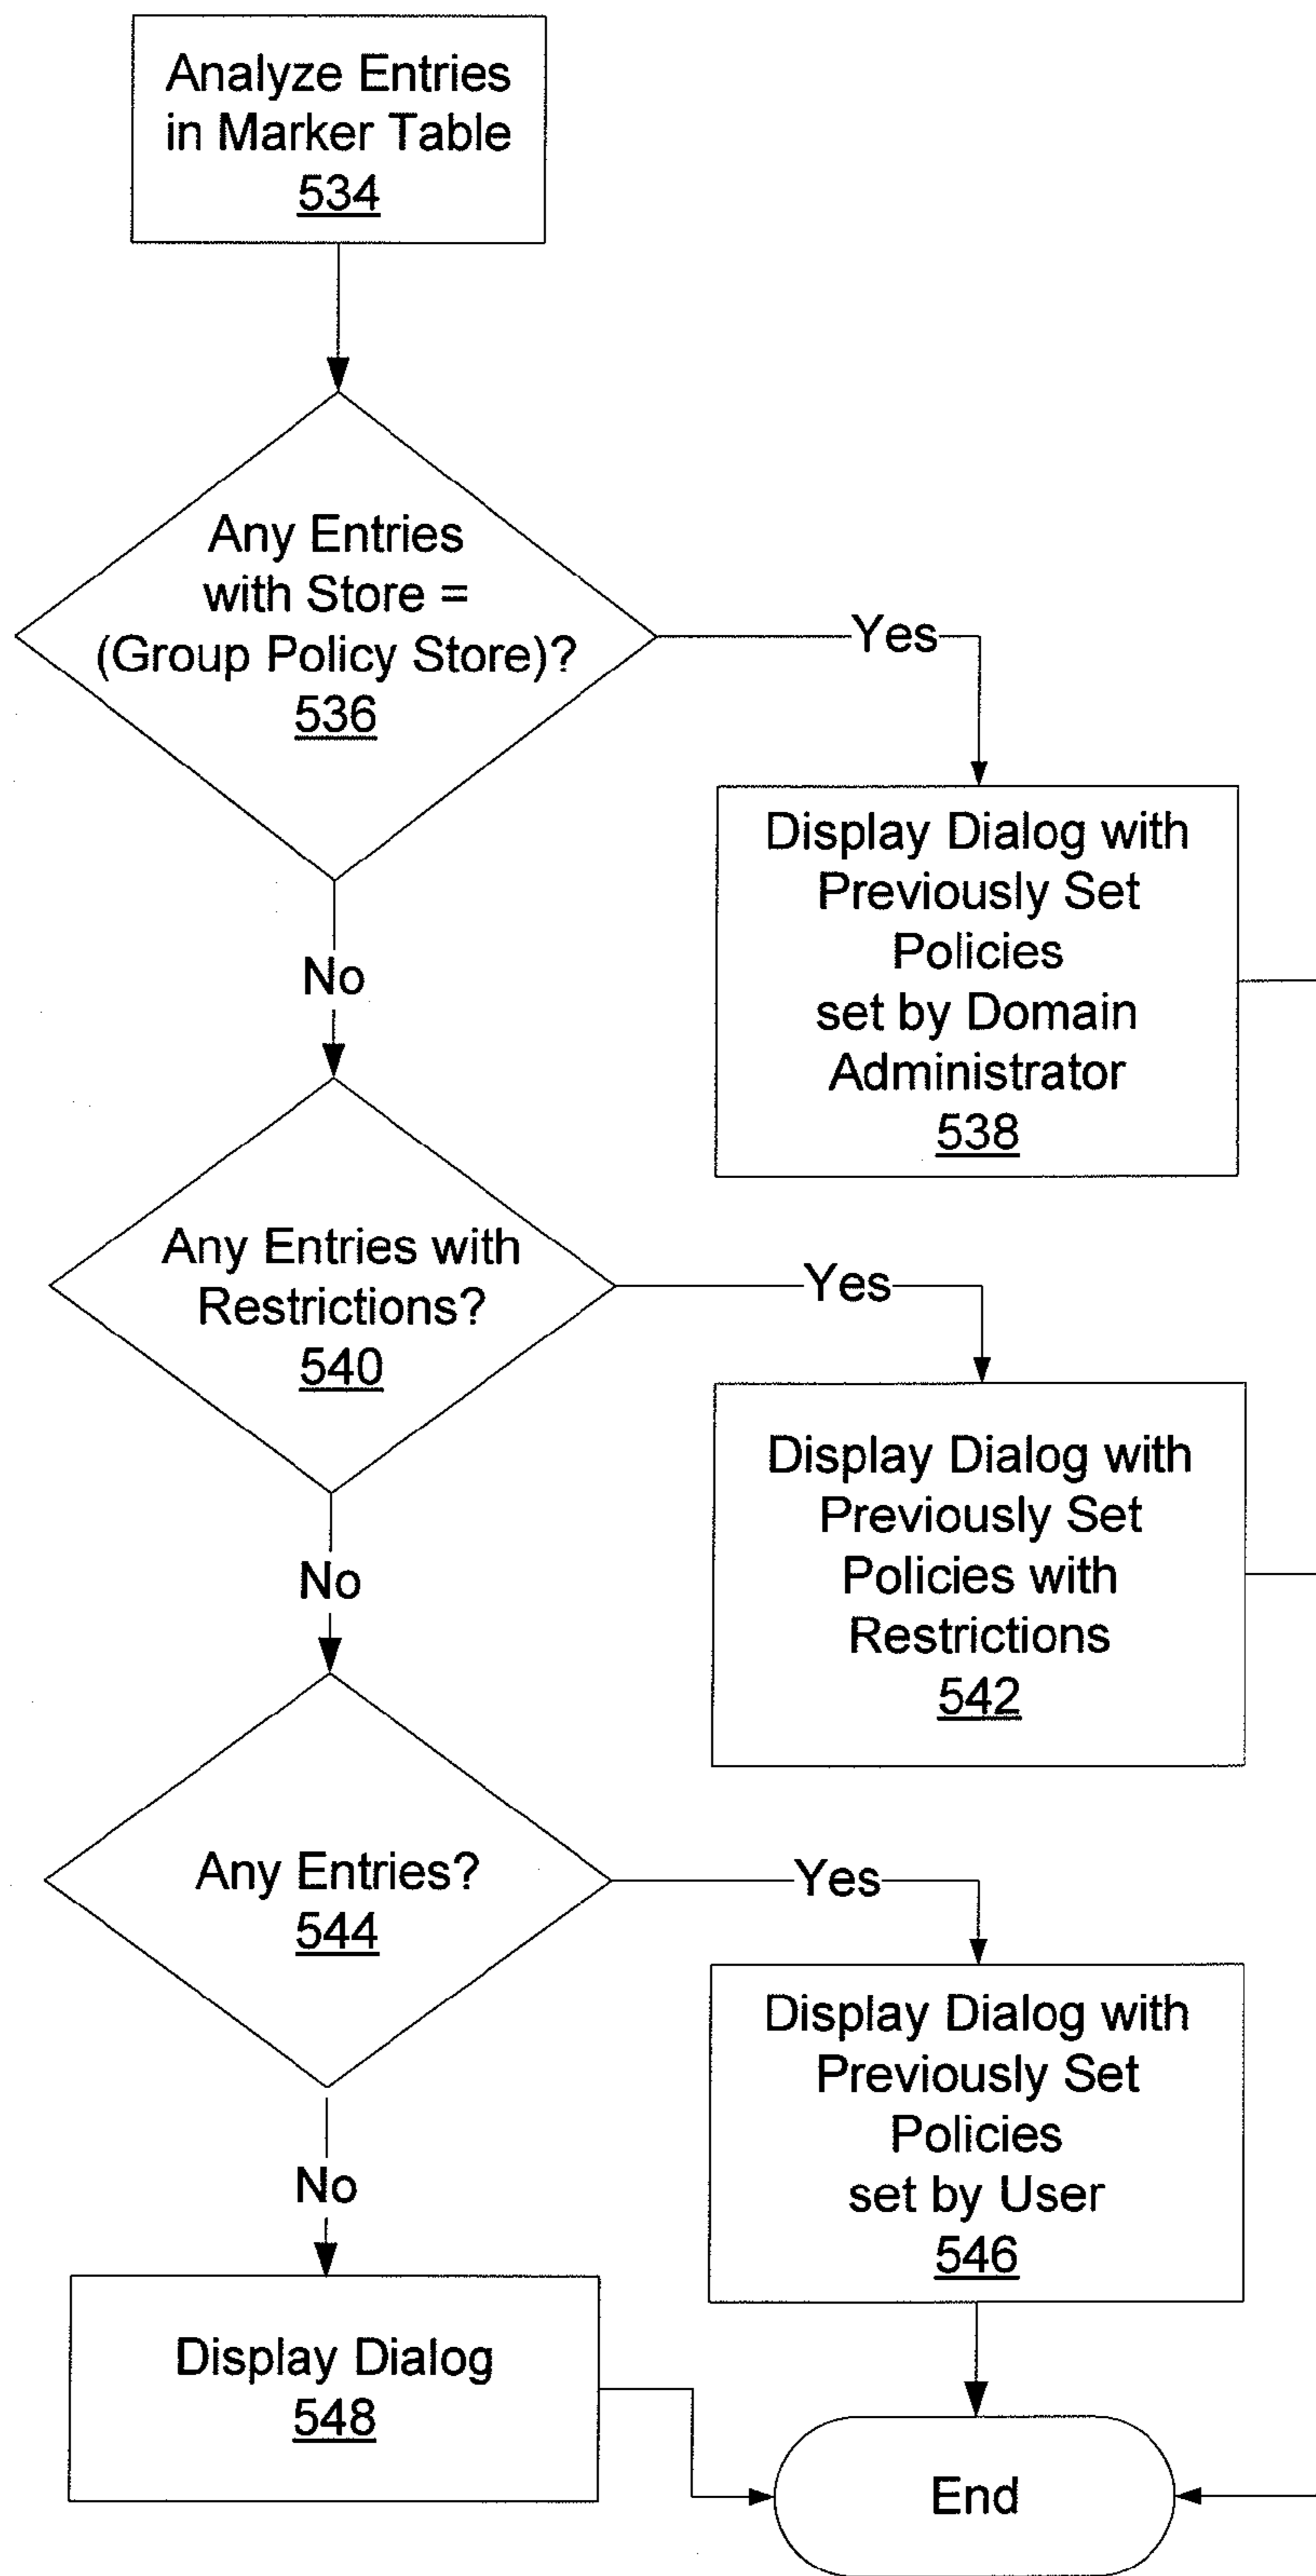 Analyze Entries
in Marker Table
534
Any Entries
with Store =
(Group Policy Store)?
536
Yes
Display Dialog with
Previously Set
Policies
set by Domain
Administrator
538
No
Any Entries with
Restrictions?
540
Yes
Display Dialog with
Previously Set
Policies with
Restrictions
542
No
Any Entries?
544
Yes
Display Dialog with
Previously Set
Policies
set by User
546
No
Display Dialog
548
End